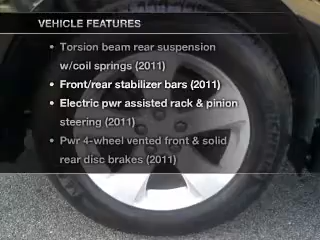 VEHICLE FEATURES
• Torsion beam rear suspension
w/coil springs (2011)
• Front/rear stabilizer bars (2011)
• Electric pwr assisted rack & pinion
steering (2011)
• Pwr 4-wheel vented front & solid
rear disc brakes (2011)